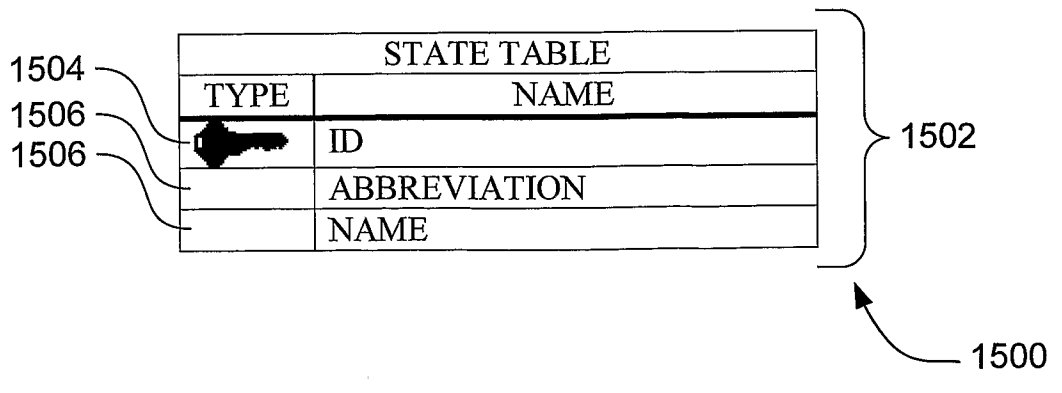 STATE TABLE
1504
TYPE NAME
1506
1502
ID
1506
ABBREVIATION
NAME
1500